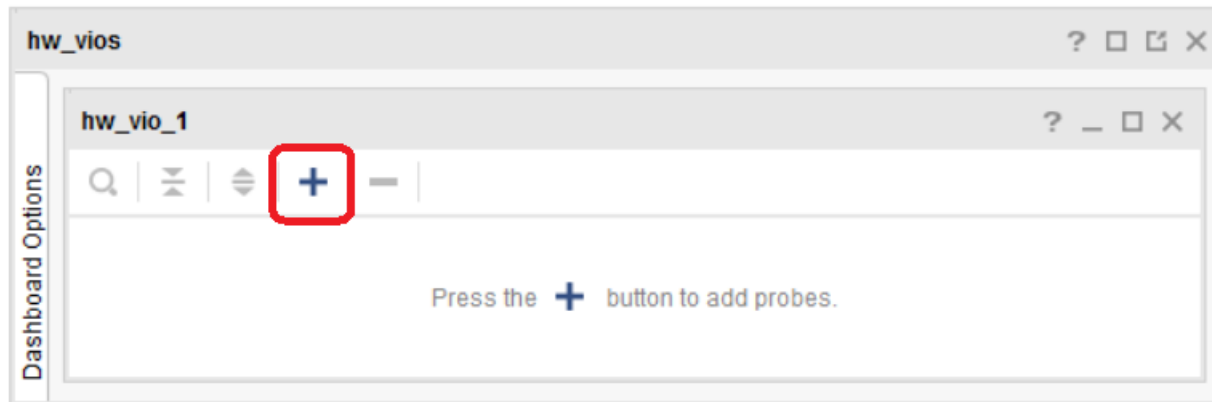 hw_vios
hw_vio_1
Dashboard Options
Press the + button to add probes.